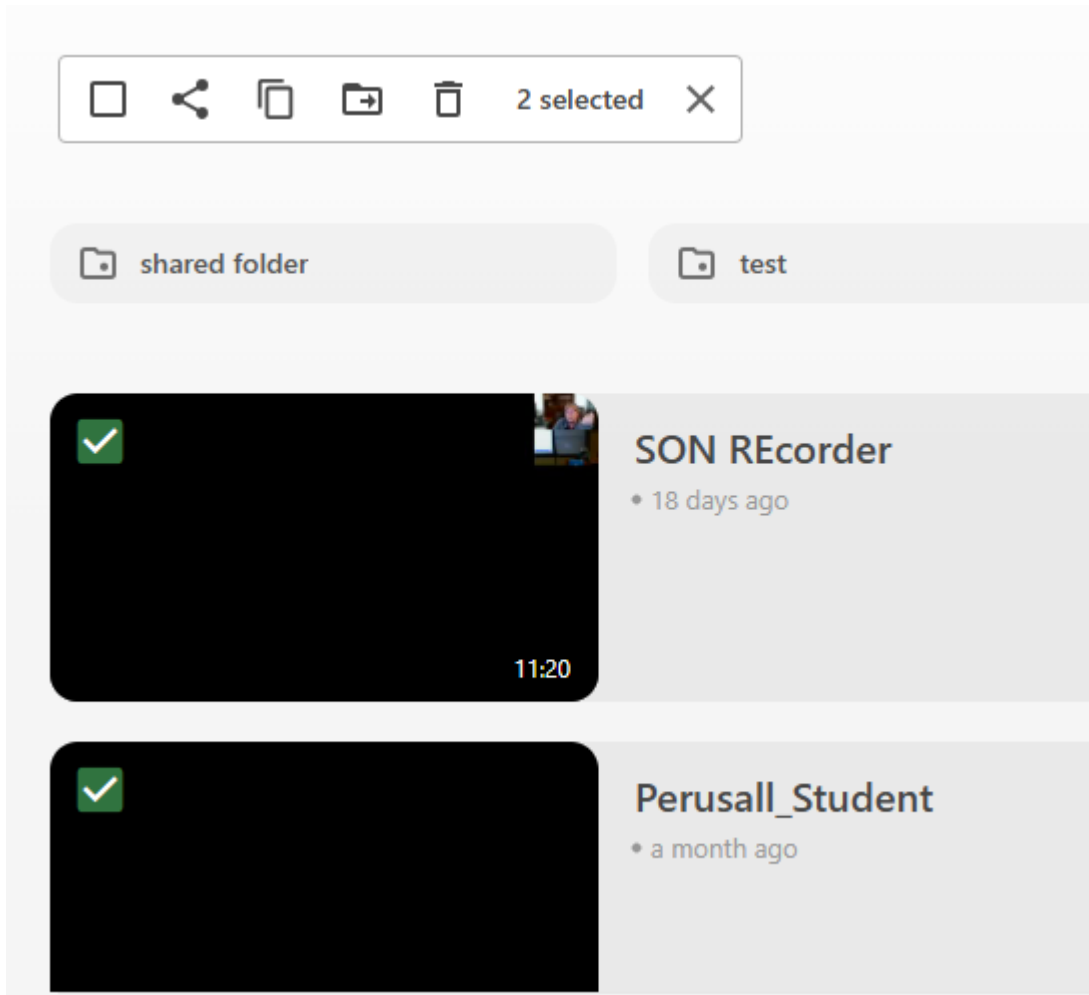 2 selected
shared folder
test
SON REcorder
• 18 days ago
11:20
Perusall_Student
• a month ago